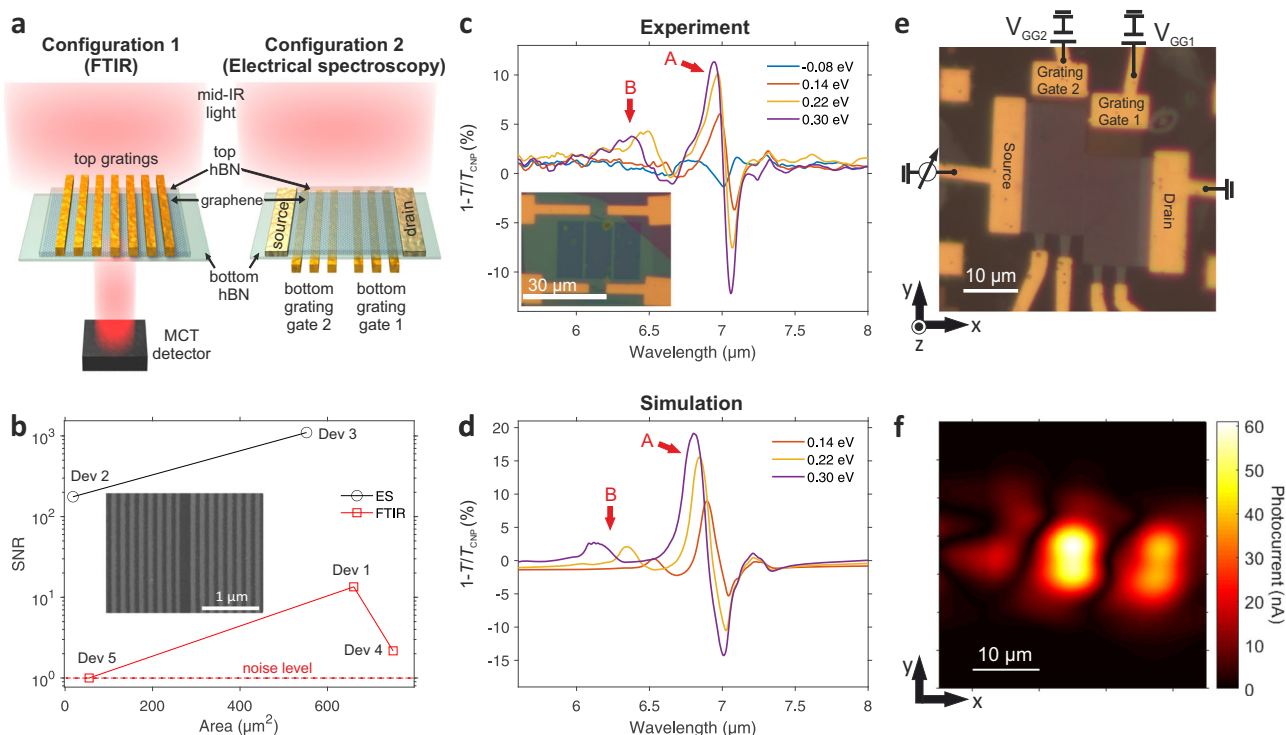 a
Configuration 1
(FTIR)
Configuration 2
(Electrical spectroscopy)
mid-IR
light
top gratings
top
hBN
graphene
source
drain
bottom
hBN
bottom
grating
gate 2
bottom
grating
gate 1
MCT
detector
b
SNR
10³
10²
10¹
10⁰
Dev 2
Dev 3
ES
FTIR
1 µm
Dev 1
Dev 5
Dev 4
noise level
0 200 400 600
Area (µm²)
c
Experiment
1-T/T_CNP (%)
10
5
0
-5
-10
A
B
-0.08 eV
0.14 eV
0.22 eV
0.30 eV
30 µm
6 6.5 7 7.5 8
Wavelength (µm)
d
Simulation
1-T/T_CNP (%)
20
15
10
5
0
-5
-10
-15
A
B
0.14 eV
0.22 eV
0.30 eV
6 6.5 7 7.5 8
Wavelength (µm)
e
V_GG2
V_GG1
Grating
Gate 2
Grating
Gate 1
Source
Drain
10 µm
y
z
x
f
10 µm
y
x
60
50
40
30
20
10
0
Photocurrent (nA)